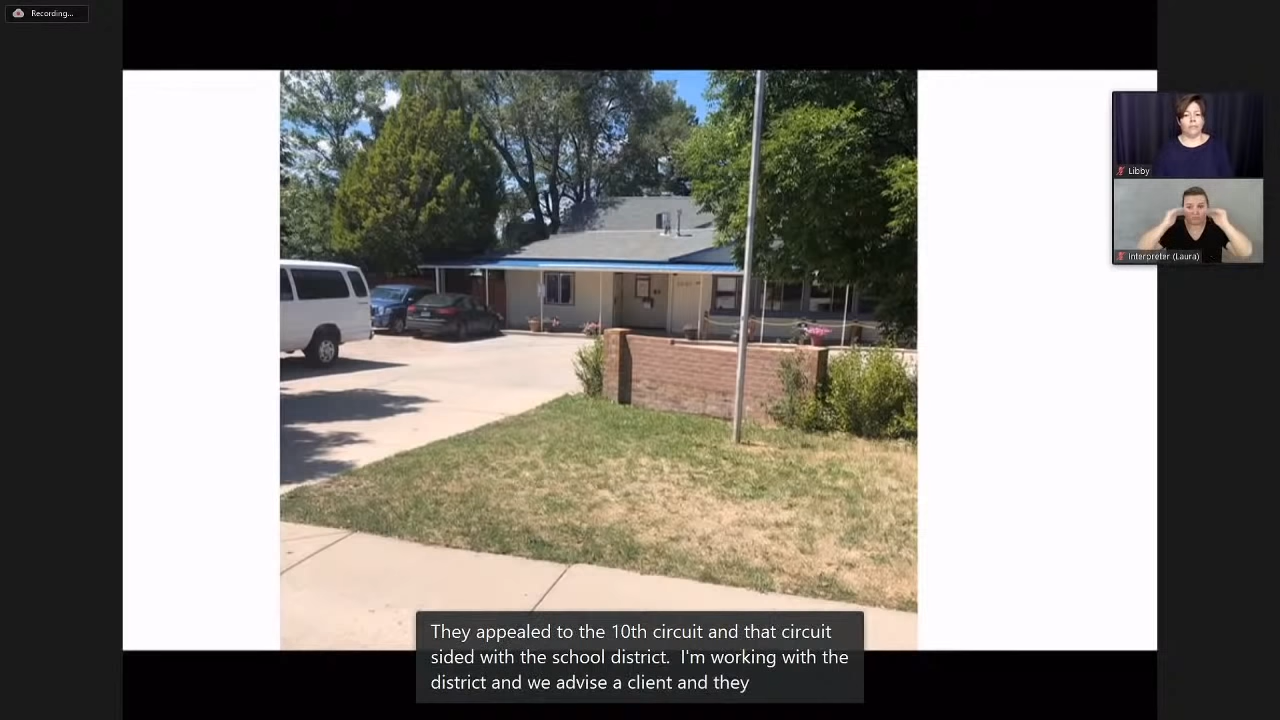 Recording...
Libby
Interpreter (Laura)
They appealed to the 10th circuit and that circuit
sided with the school district.  I'm working with the
district and we advise a client and they